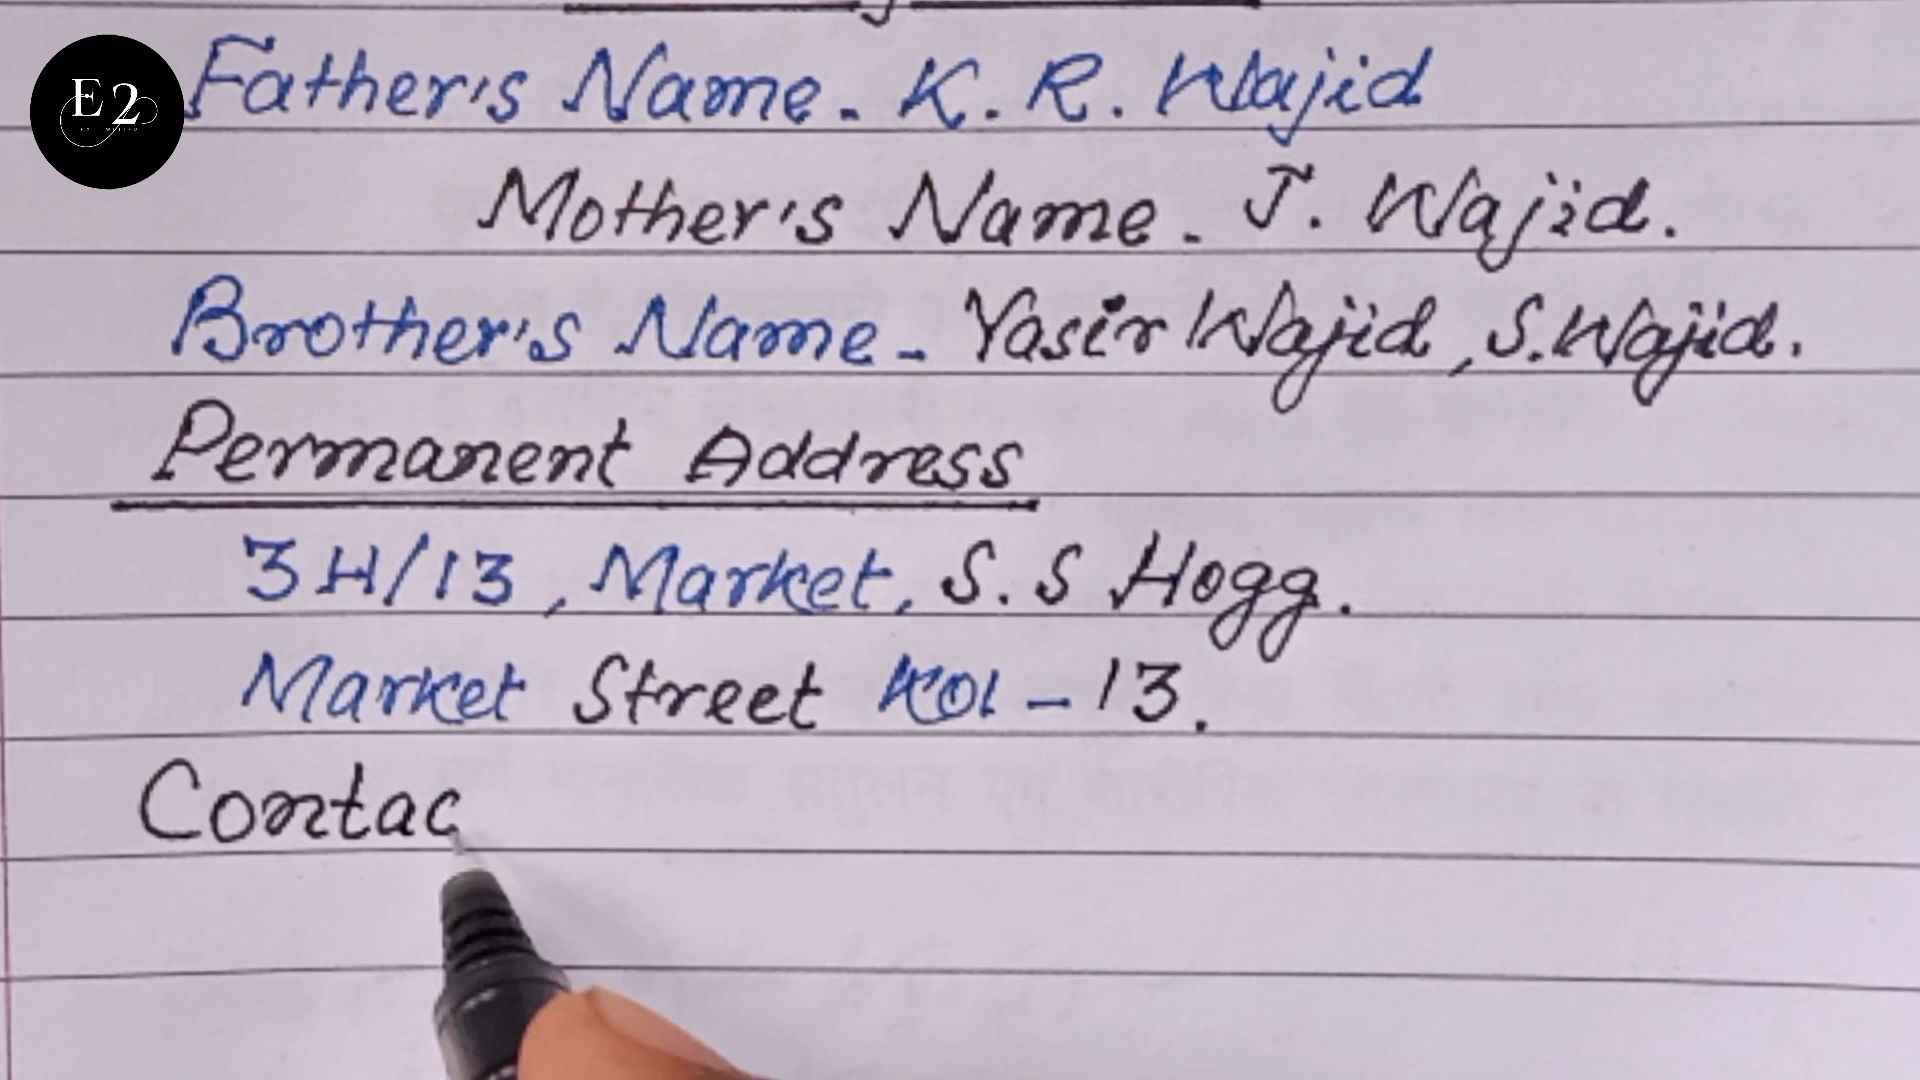 E2
Father's Name. K. R. Wajid
Mother's Name. J. Wajid.
Brother's Name - Yasir Wajid, S. Wajid.
Permanent Address
3H/13, Market, S. S Hogg.
Market Street Kol - 13.
Contac